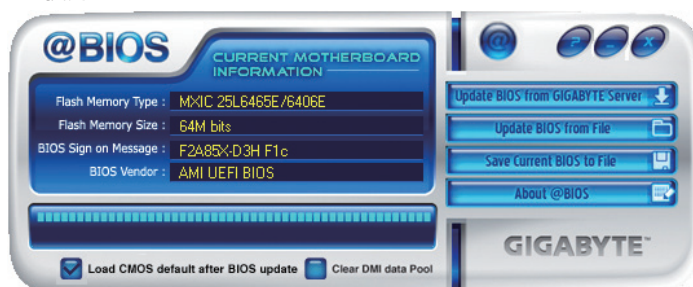 @BIOS
CURRENT MOTHERBOARD
INFORMATION
Flash Memory Type : MXIC 25L6465E/6406E
Flash Memory Size : 64M bits
BIOS Sign on Message : F2A85X-D3H F1c
BIOS Vendor : AMI UEFI BIOS
Load CMOS default after BIOS update
Clear DMI data Pool
@
?
-
x
Update BIOS from GIGABYTE Server
Update BIOS from File
Save Current BIOS to File
About @BIOS
GIGABYTE™